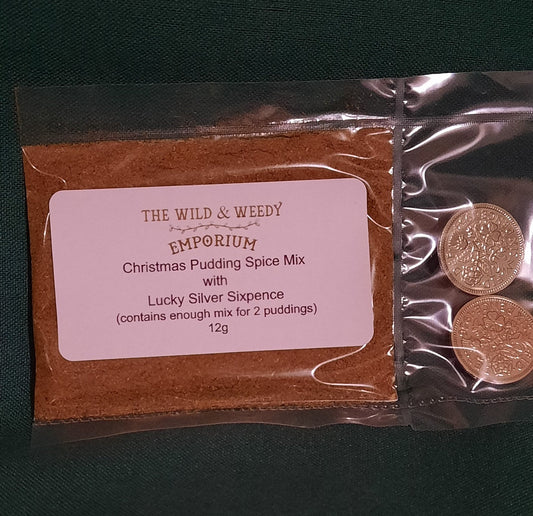 THE WILD & WEEDY
EMPORIUM
Christmas Pudding Spice Mix
with
Lucky Silver Sixpence
(contains enough mix for 2 puddings)
12g